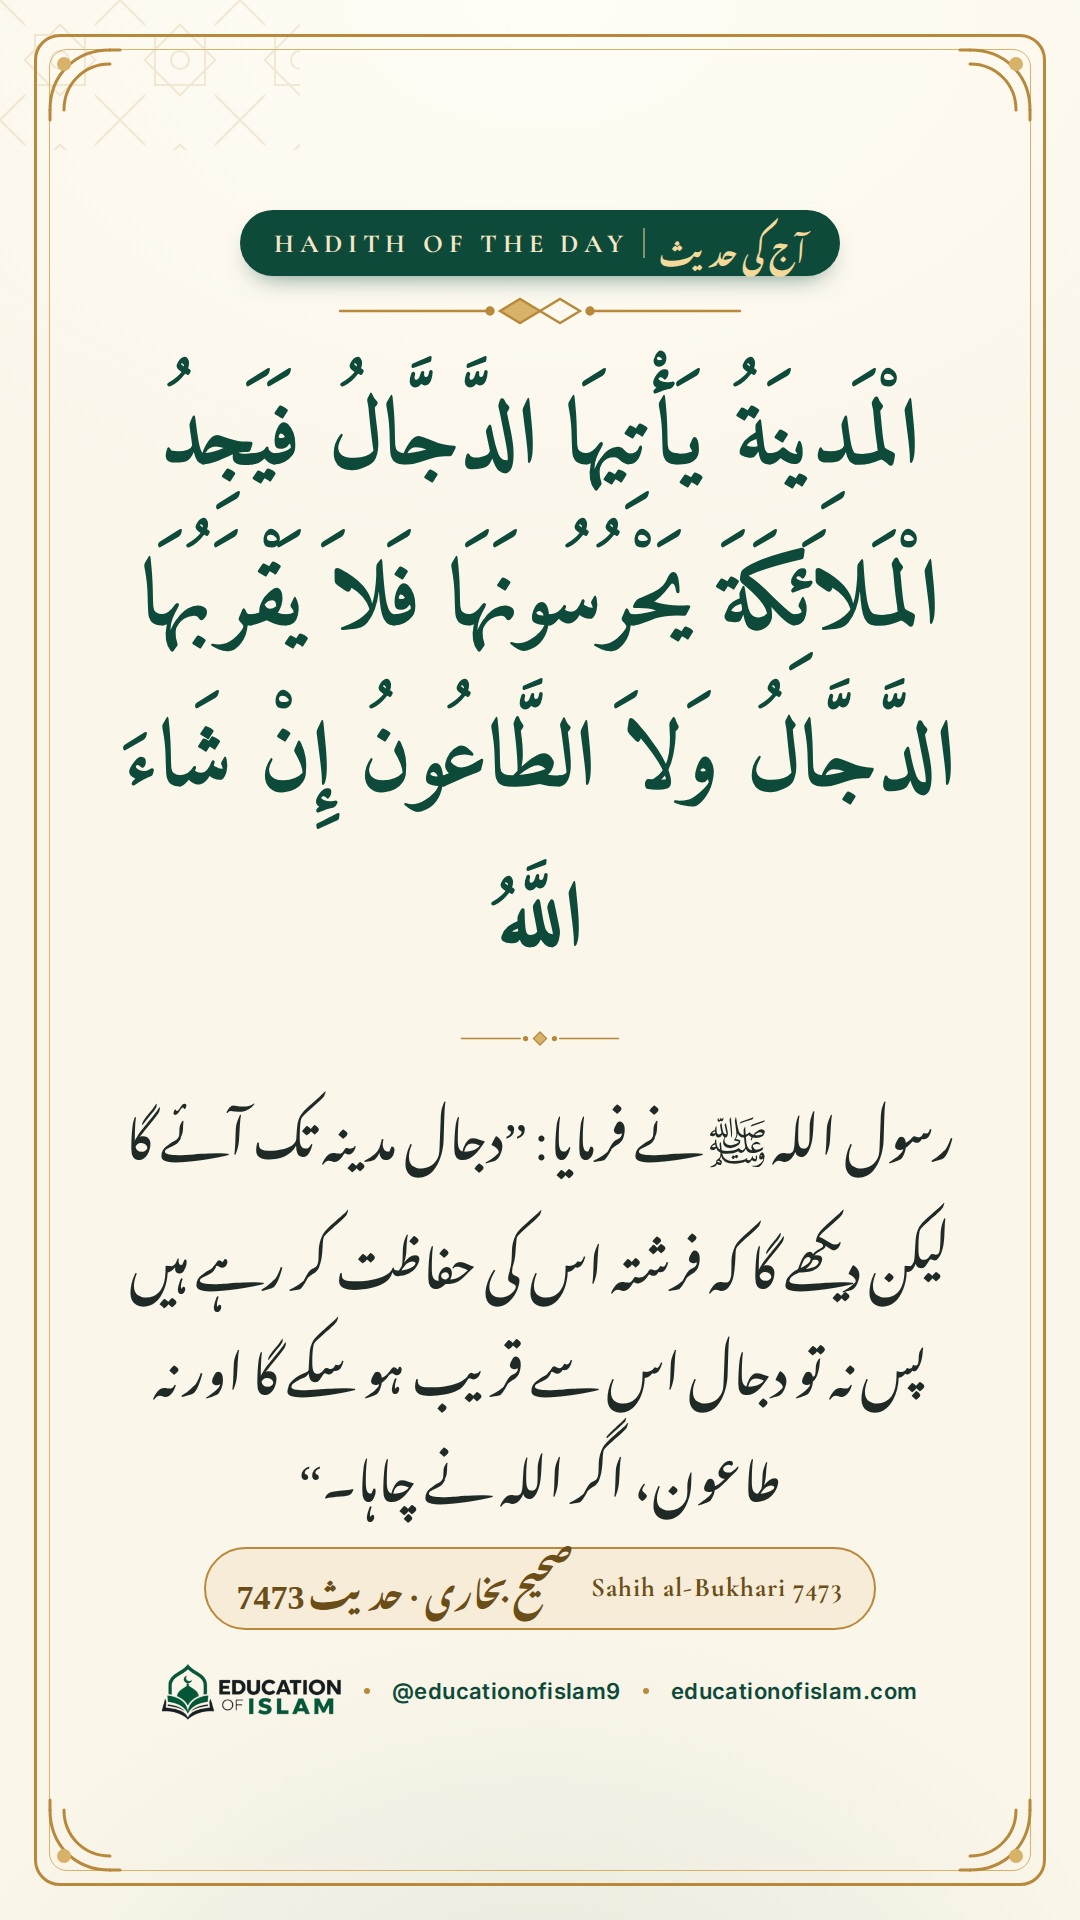 HADITH OF THE DAY | آج کی حدیث
الْمَدِينَةُ يَأْتِيهَا الدَّجَّالُ فَيَجِدُ
الْمَلاَئِكَةَ يَحْرُسُونَهَا فَلاَ يَقْرَبُهَا
الدَّجَّالُ وَلاَ الطَّاعُونُ إِنْ شَاءَ
اللَّهُ
رسول اللہ ﷺ نے فرمایا: ”دجال مدینہ تک آئے گا
لیکن دیکھے گا کہ فرشتہ اس کی حفاظت کر رہے ہیں
پس نہ تو دجال اس سے قریب ہو سکے گا اور نہ
طاعون، اگر اللہ نے چاہا۔“
صحیح بخاری · حدیث 7473 Sahih al-Bukhari 7473
EDUCATION OF ISLAM • @educationofislam9 • educationofislam.com